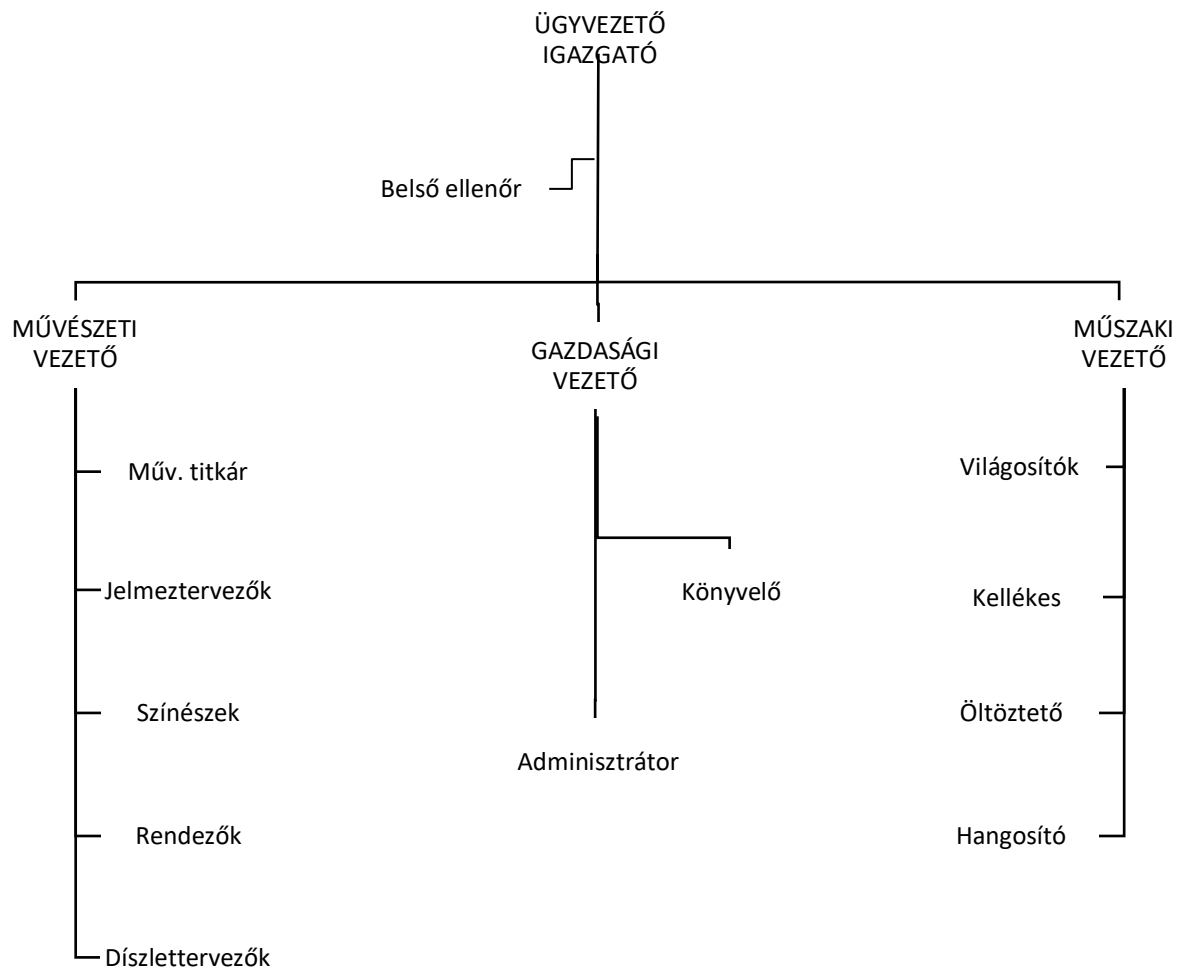 ÜGYVEZETŐ
IGAZGATÓ
Belső ellenőr
MŰVÉSZETI
VEZETŐ
GAZDASÁGI
VEZETŐ
MŰSZAKI
VEZETŐ
Műv. titkár
Jelmeztervezők
Színészek
Rendezők
Díszlettervezők
Könyvelő
Adminisztrátor
Világosítók
Kellékes
Öltöztető
Hangosító